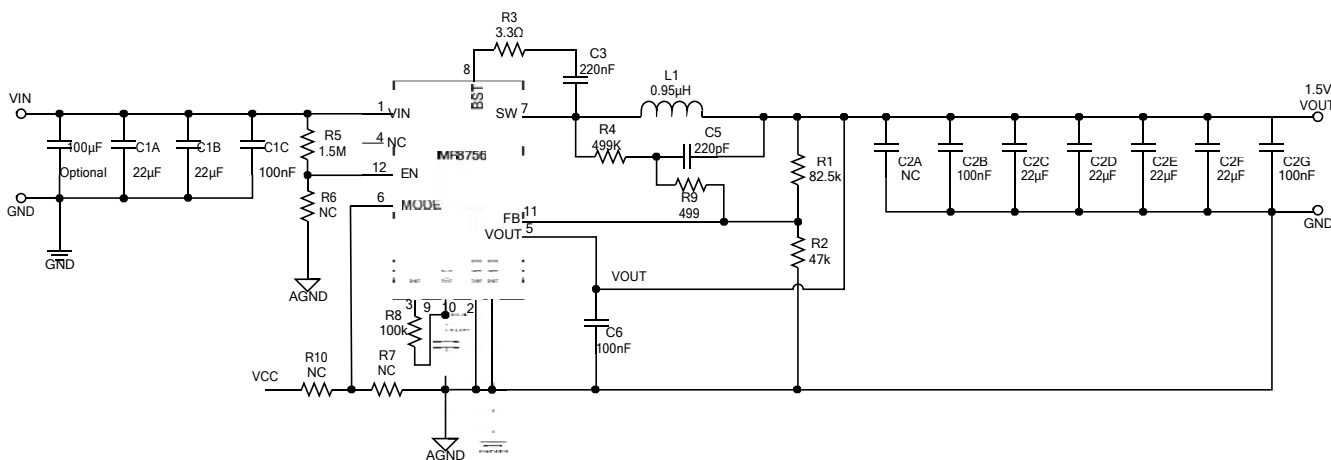 R3
3.3Ω
C3
220nF
8
BST
L1
0.95µH
1.5V
VOUT
VIN
1
VIN
SW
7
100µF
Optional
C1A
22µF
C1B
22µF
C1C
100nF
R5
1.5M
4
NC
12
EN
R6
NC
6
MODE
R4
499K
C5
220pF
R9
499
R1
82.5k
C2A
NC
C2B
100nF
C2C
22µF
C2D
22µF
C2E
22µF
C2F
22µF
C2G
100nF
GND
GND
GND
FB
11
VOUT
5
R2
47k
AGND
VOUT
3
9
10
2
R8
100k
C6
100nF
VCC
R10
NC
R7
NC
AGND